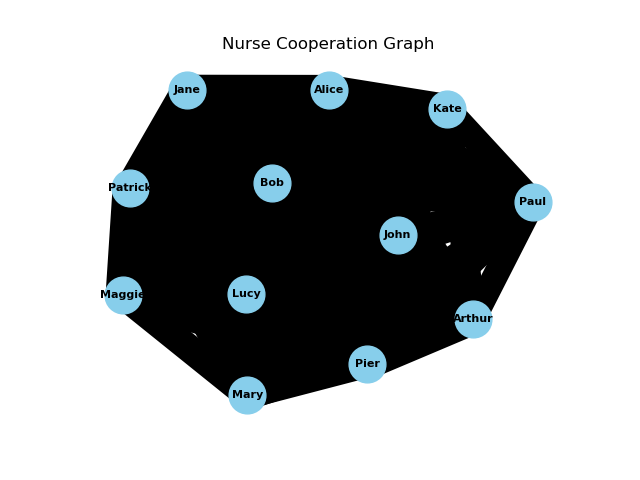 Nurse Cooperation Graph
Jane
Alice
Kate
Patrick
Bob
Paul
John
Maggie
Lucy
Arthur
Pier
Mary